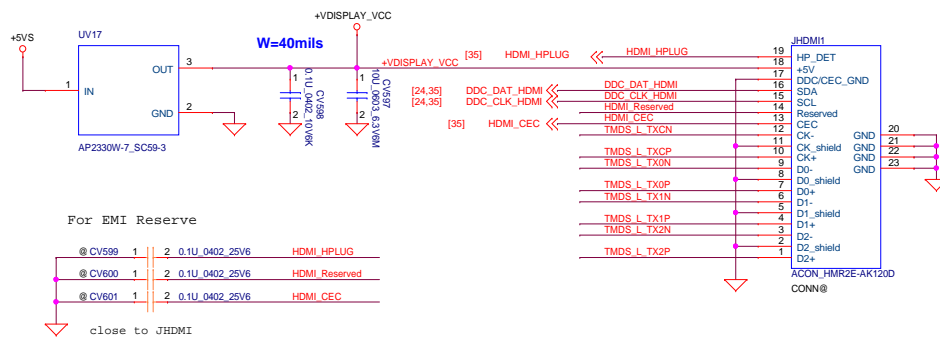 +VDISPLAY_VCC
+5VS
UV17
W=40mils
1 IN
OUT 3
GND 2
AP2330W-7_SC59-3
+VDISPLAY_VCC
1 2 CV598 0.1U_0402_10V6K
1 2 CV597 10U_0603_6.3V6M
JHDMI1
[35] HDMI_HPLUG HDMI_HPLUG 19 HP_DET
18 +5V
17 DDC/CEC_GND
[24,35] DDC_DAT_HDMI DDC_DAT_HDMI 16 SDA
[24,35] DDC_CLK_HDMI DDC_CLK_HDMI 15 SCL
HDMI_Reserved 14 Reserved
[35] HDMI_CEC HDMI_CEC 13 CEC
TMDS_L_TXCN 12 CK-
11 CK_shield
TMDS_L_TXCP 10 CK+
TMDS_L_TX0N 9 D0-
8 D0_shield
TMDS_L_TX0P 7 D0+
TMDS_L_TX1N 6 D1-
5 D1_shield
TMDS_L_TX1P 4 D1+
TMDS_L_TX2N 3 D2-
2 D2_shield
TMDS_L_TX2P 1 D2+
GND 20
GND 21
GND 22
GND 23
ACON_HMR2E-AK120D
CONN@
For EMI Reserve
@ CV599 1 2 0.1U_0402_25V6 HDMI_HPLUG
@ CV600 1 2 0.1U_0402_25V6 HDMI_Reserved
@ CV601 1 2 0.1U_0402_25V6 HDMI_CEC
close to JHDMI